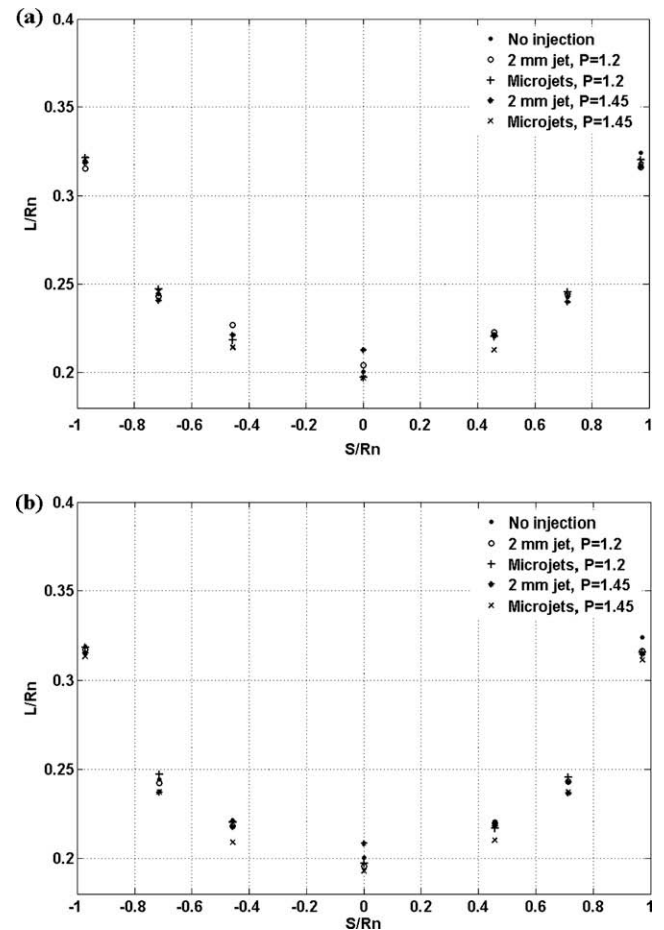 (a)
0.4
No injection
2 mm jet, P=1.2
Microjets, P=1.2
2 mm jet, P=1.45
Microjets, P=1.45
0.35
0.3
0.25
0.2
L/Rn
-1 -0.8 -0.6 -0.4 -0.2 0 0.2 0.4 0.6 0.8 1
S/Rn
(b)
0.4
No injection
2 mm jet, P=1.2
Microjets, P=1.2
2 mm jet, P=1.45
Microjets, P=1.45
0.35
0.3
0.25
0.2
L/Rn
-1 -0.8 -0.6 -0.4 -0.2 0 0.2 0.4 0.6 0.8 1
S/Rn